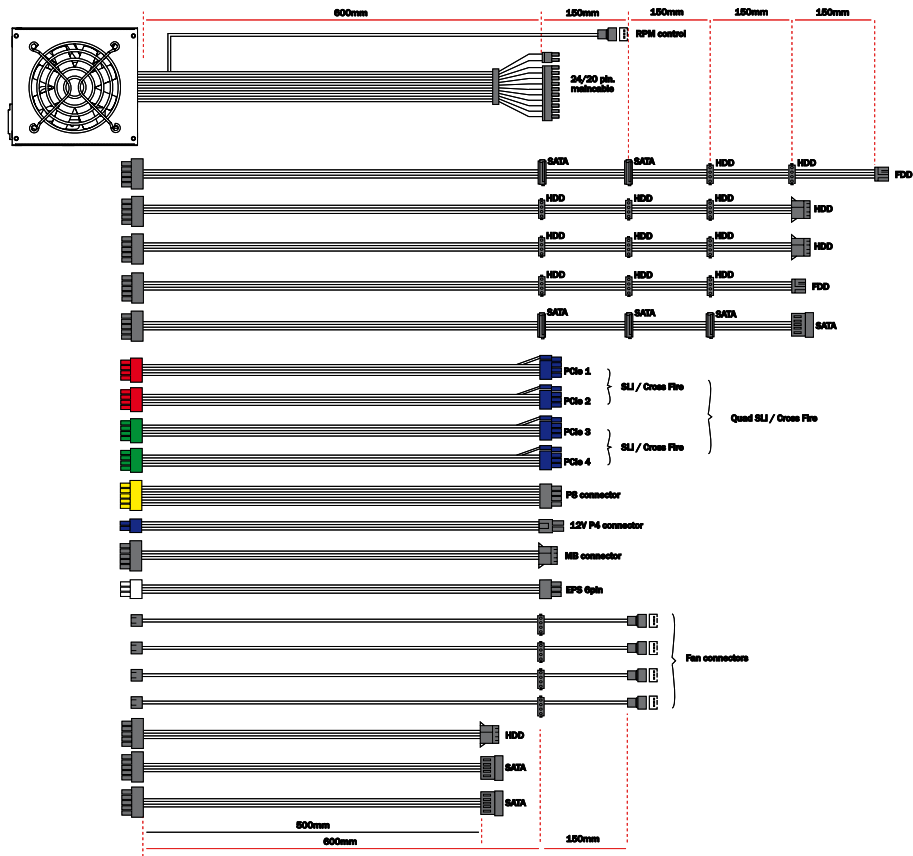 600mm 150mm 150mm 150mm 150mm
RPM control
24/20 pin.
maincable
SATA SATA HDD HDD FDD
HDD HDD HDD HDD
HDD HDD HDD HDD
HDD HDD HDD FDD
SATA SATA SATA SATA
PCIe 1
SLI / Cross Fire
PCIe 2
Quad SLI / Cross Fire
PCIe 3
SLI / Cross Fire
PCIe 4
P8 connector
12V P4 connector
MB connector
EPS 6pin
Fan connectors
HDD
SATA
SATA
500mm
600mm 150mm